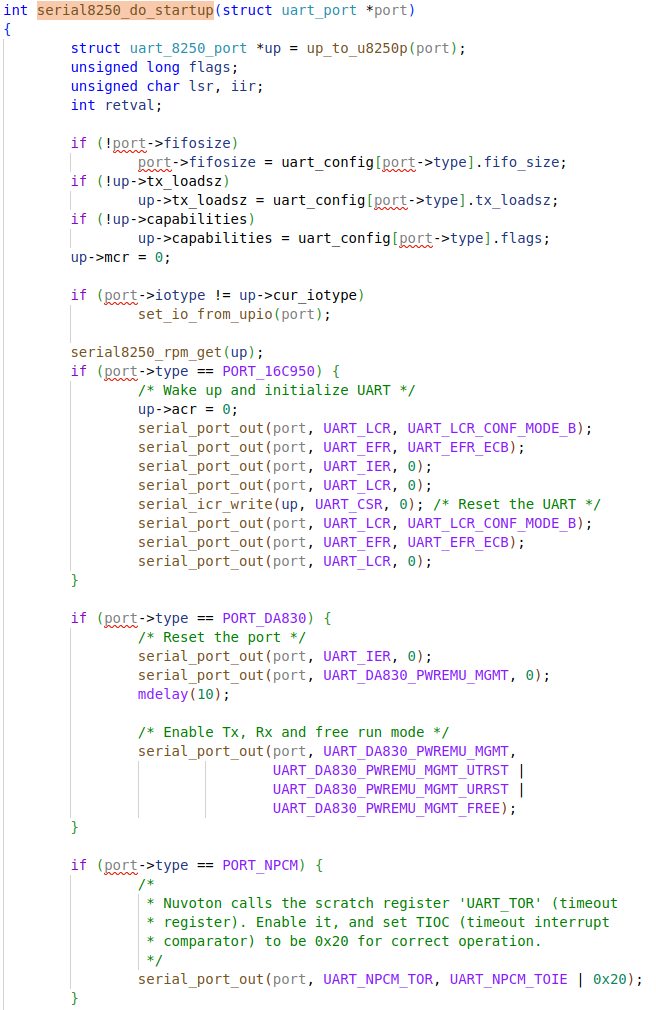 int serial8250_do_startup(struct uart_port *port)
{
        struct uart_8250_port *up = up_to_u8250p(port);
        unsigned long flags;
        unsigned char lsr, iir;
        int retval;

        if (!port->fifosize)
                port->fifosize = uart_config[port->type].fifo_size;
        if (!up->tx_loadsz)
                up->tx_loadsz = uart_config[port->type].tx_loadsz;
        if (!up->capabilities)
                up->capabilities = uart_config[port->type].flags;
        up->mcr = 0;

        if (port->iotype != up->cur_iotype)
                set_io_from_upio(port);

        serial8250_rpm_get(up);
        if (port->type == PORT_16C950) {
                /* Wake up and initialize UART */
                up->acr = 0;
                serial_port_out(port, UART_LCR, UART_LCR_CONF_MODE_B);
                serial_port_out(port, UART_EFR, UART_EFR_ECB);
                serial_port_out(port, UART_IER, 0);
                serial_port_out(port, UART_LCR, 0);
                serial_icr_write(up, UART_CSR, 0); /* Reset the UART */
                serial_port_out(port, UART_LCR, UART_LCR_CONF_MODE_B);
                serial_port_out(port, UART_EFR, UART_EFR_ECB);
                serial_port_out(port, UART_LCR, 0);
        }

        if (port->type == PORT_DA830) {
                /* Reset the port */
                serial_port_out(port, UART_IER, 0);
                serial_port_out(port, UART_DA830_PWREMU_MGMT, 0);
                mdelay(10);

                /* Enable Tx, Rx and free run mode */
                serial_port_out(port, UART_DA830_PWREMU_MGMT,
                                UART_DA830_PWREMU_MGMT_UTRST |
                                UART_DA830_PWREMU_MGMT_URRST |
                                UART_DA830_PWREMU_MGMT_FREE);
        }

        if (port->type == PORT_NPCM) {
                /*
                 * Nuvoton calls the scratch register 'UART_TOR' (timeout
                 * register). Enable it, and set TIOC (timeout interrupt
                 * comparator) to be 0x20 for correct operation.
                 */
                serial_port_out(port, UART_NPCM_TOR, UART_NPCM_TOIE | 0x20);
        }